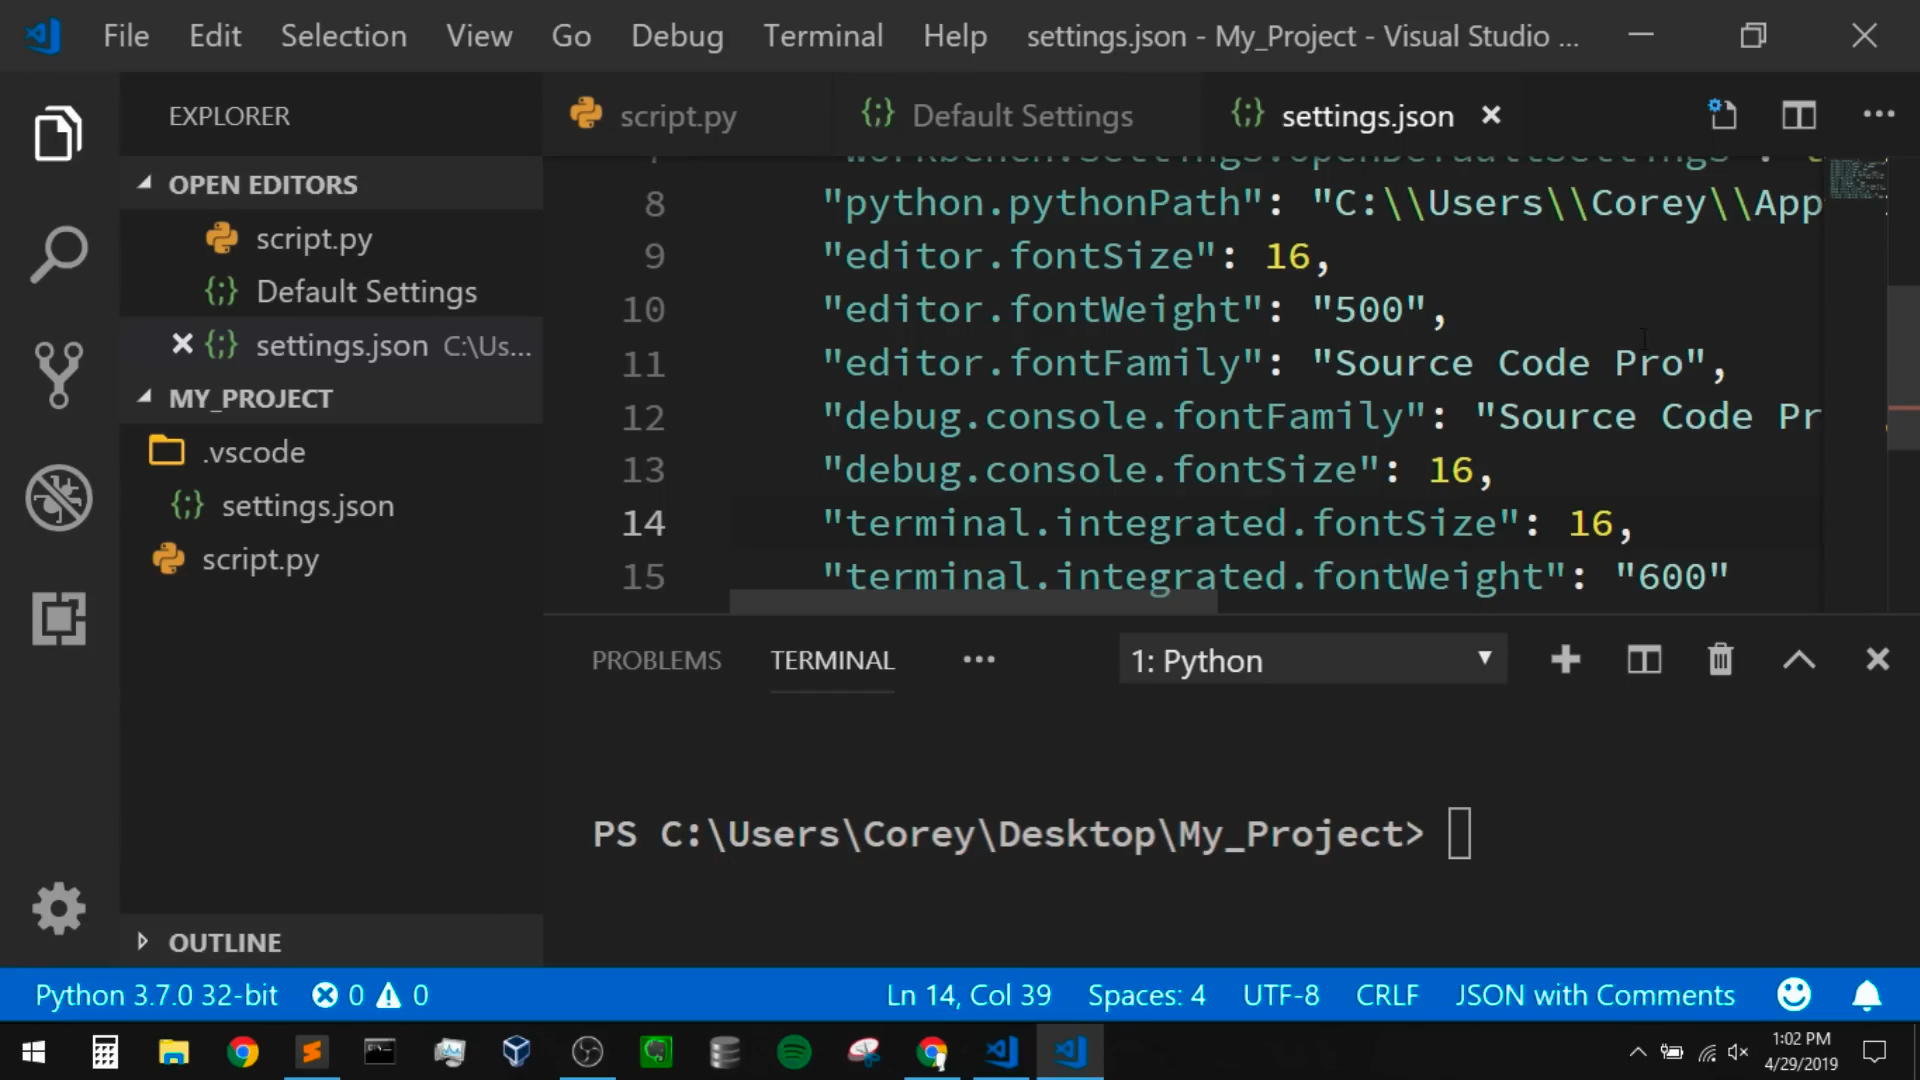 File Edit Selection View Go Debug Terminal Help settings.json - My_Project - Visual Studio ...
EXPLORER
OPEN EDITORS
script.py
Default Settings
settings.json C:\Us...
MY_PROJECT
.vscode
settings.json
script.py
OUTLINE
script.py Default Settings settings.json
8 "python.pythonPath": "C:\\Users\\Corey\\App
9 "editor.fontSize": 16,
10 "editor.fontWeight": "500",
11 "editor.fontFamily": "Source Code Pro",
12 "debug.console.fontFamily": "Source Code Pr
13 "debug.console.fontSize": 16,
14 "terminal.integrated.fontSize": 16,
15 "terminal.integrated.fontWeight": "600"
PROBLEMS TERMINAL ... 1: Python
PS C:\Users\Corey\Desktop\My_Project>
Python 3.7.0 32-bit 0 0 Ln 14, Col 39 Spaces: 4 UTF-8 CRLF JSON with Comments
1:02 PM
4/29/2019